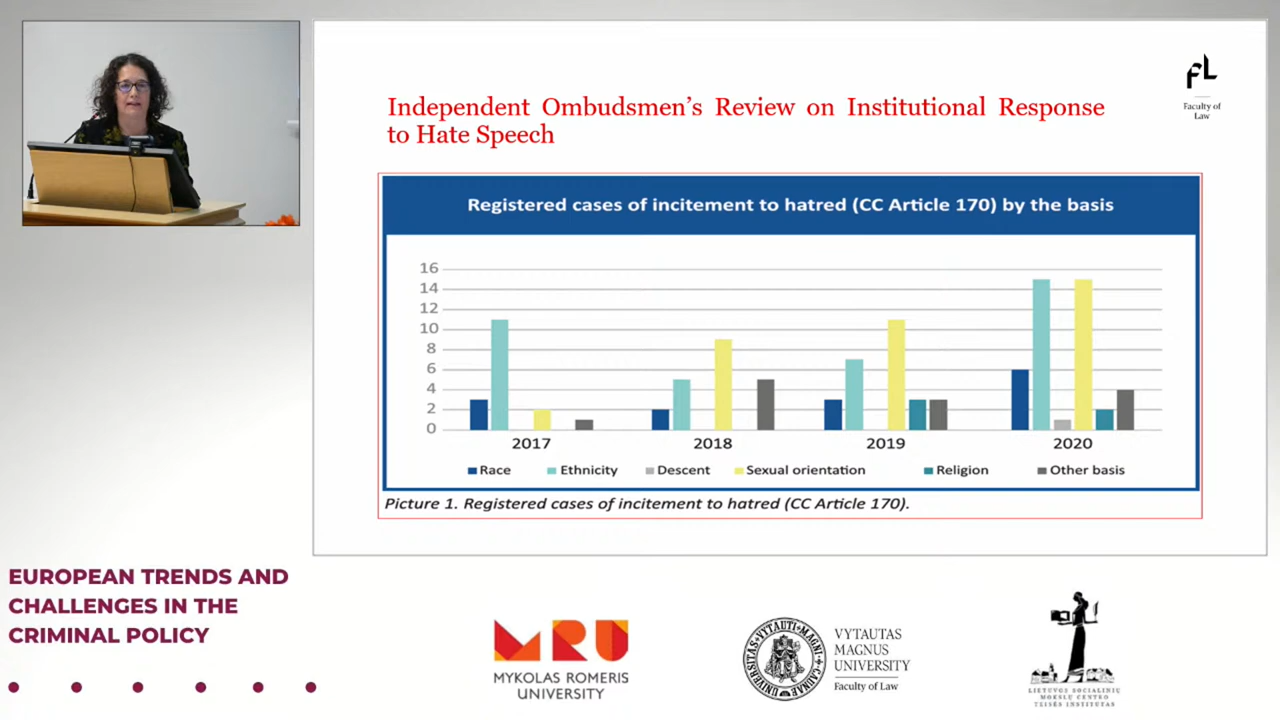 Independent Ombudsmen's Review on Institutional Response
to Hate Speech
FL
Faculty of
Law
Registered cases of incitement to hatred (CC Article 170) by the basis
16
14
12
10
8
6
4
2
0
2017 2018 2019 2020
Race Ethnicity Descent Sexual orientation Religion Other basis
Picture 1. Registered cases of incitement to hatred (CC Article 170).
EUROPEAN TRENDS AND
CHALLENGES IN THE
CRIMINAL POLICY
MRU
MYKOLAS ROMERIS
UNIVERSITY
VYTAUTAS
MAGNUS
UNIVERSITY
Faculty of Law
LIETUVOS SOCIALINIŲ
MOKSLŲ CENTRO
TEISĖS INSTITUTAS